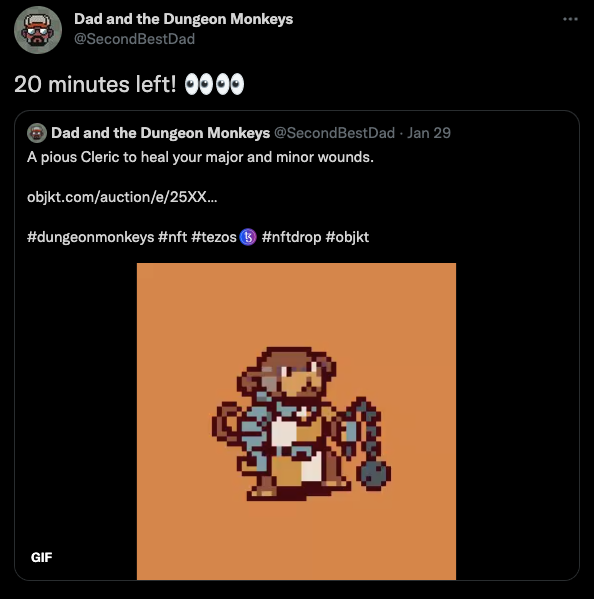 Dad and the Dungeon Monkeys
@SecondBestDad
20 minutes left! 👀👀
Dad and the Dungeon Monkeys @SecondBestDad · Jan 29
A pious Cleric to heal your major and minor wounds.
objkt.com/auction/e/25XX...
#dungeonmonkeys #nft #tezos #nftdrop #objkt
GIF